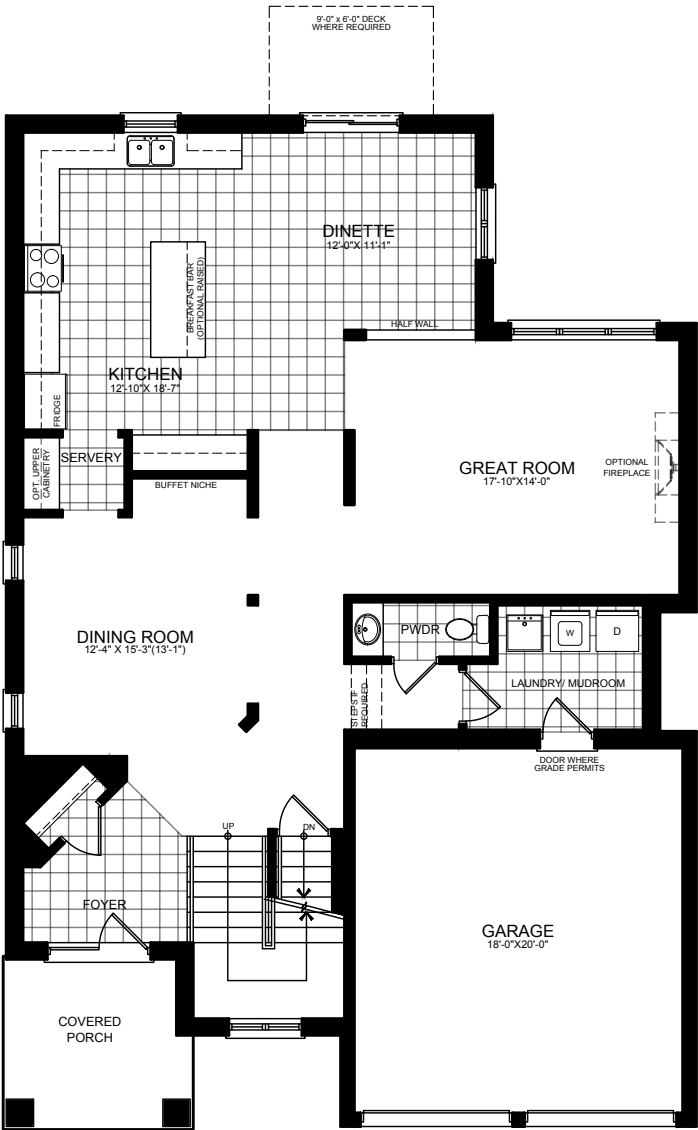 9'-0" x 6'-0" DECK
WHERE REQUIRED
DINETTE
12'-0"X 11'-1"
BREAKFAST BAR
(OPTIONAL RAISED)
HALF WALL
KITCHEN
12'-10"X 18'-7"
FRIDGE
OPT. UPPER
CABINETRY
SERVERY
BUFFET NICHE
GREAT ROOM
17'-10"X14'-0"
OPTIONAL
FIREPLACE
DINING ROOM
12'-4" X 15'-3"(13'-1")
PWDR
W
D
STEPS IF
REQUIRED
LAUNDRY/ MUDROOM
DOOR WHERE
GRADE PERMITS
UP
DN
FOYER
GARAGE
18'-0"X20'-0"
COVERED
PORCH